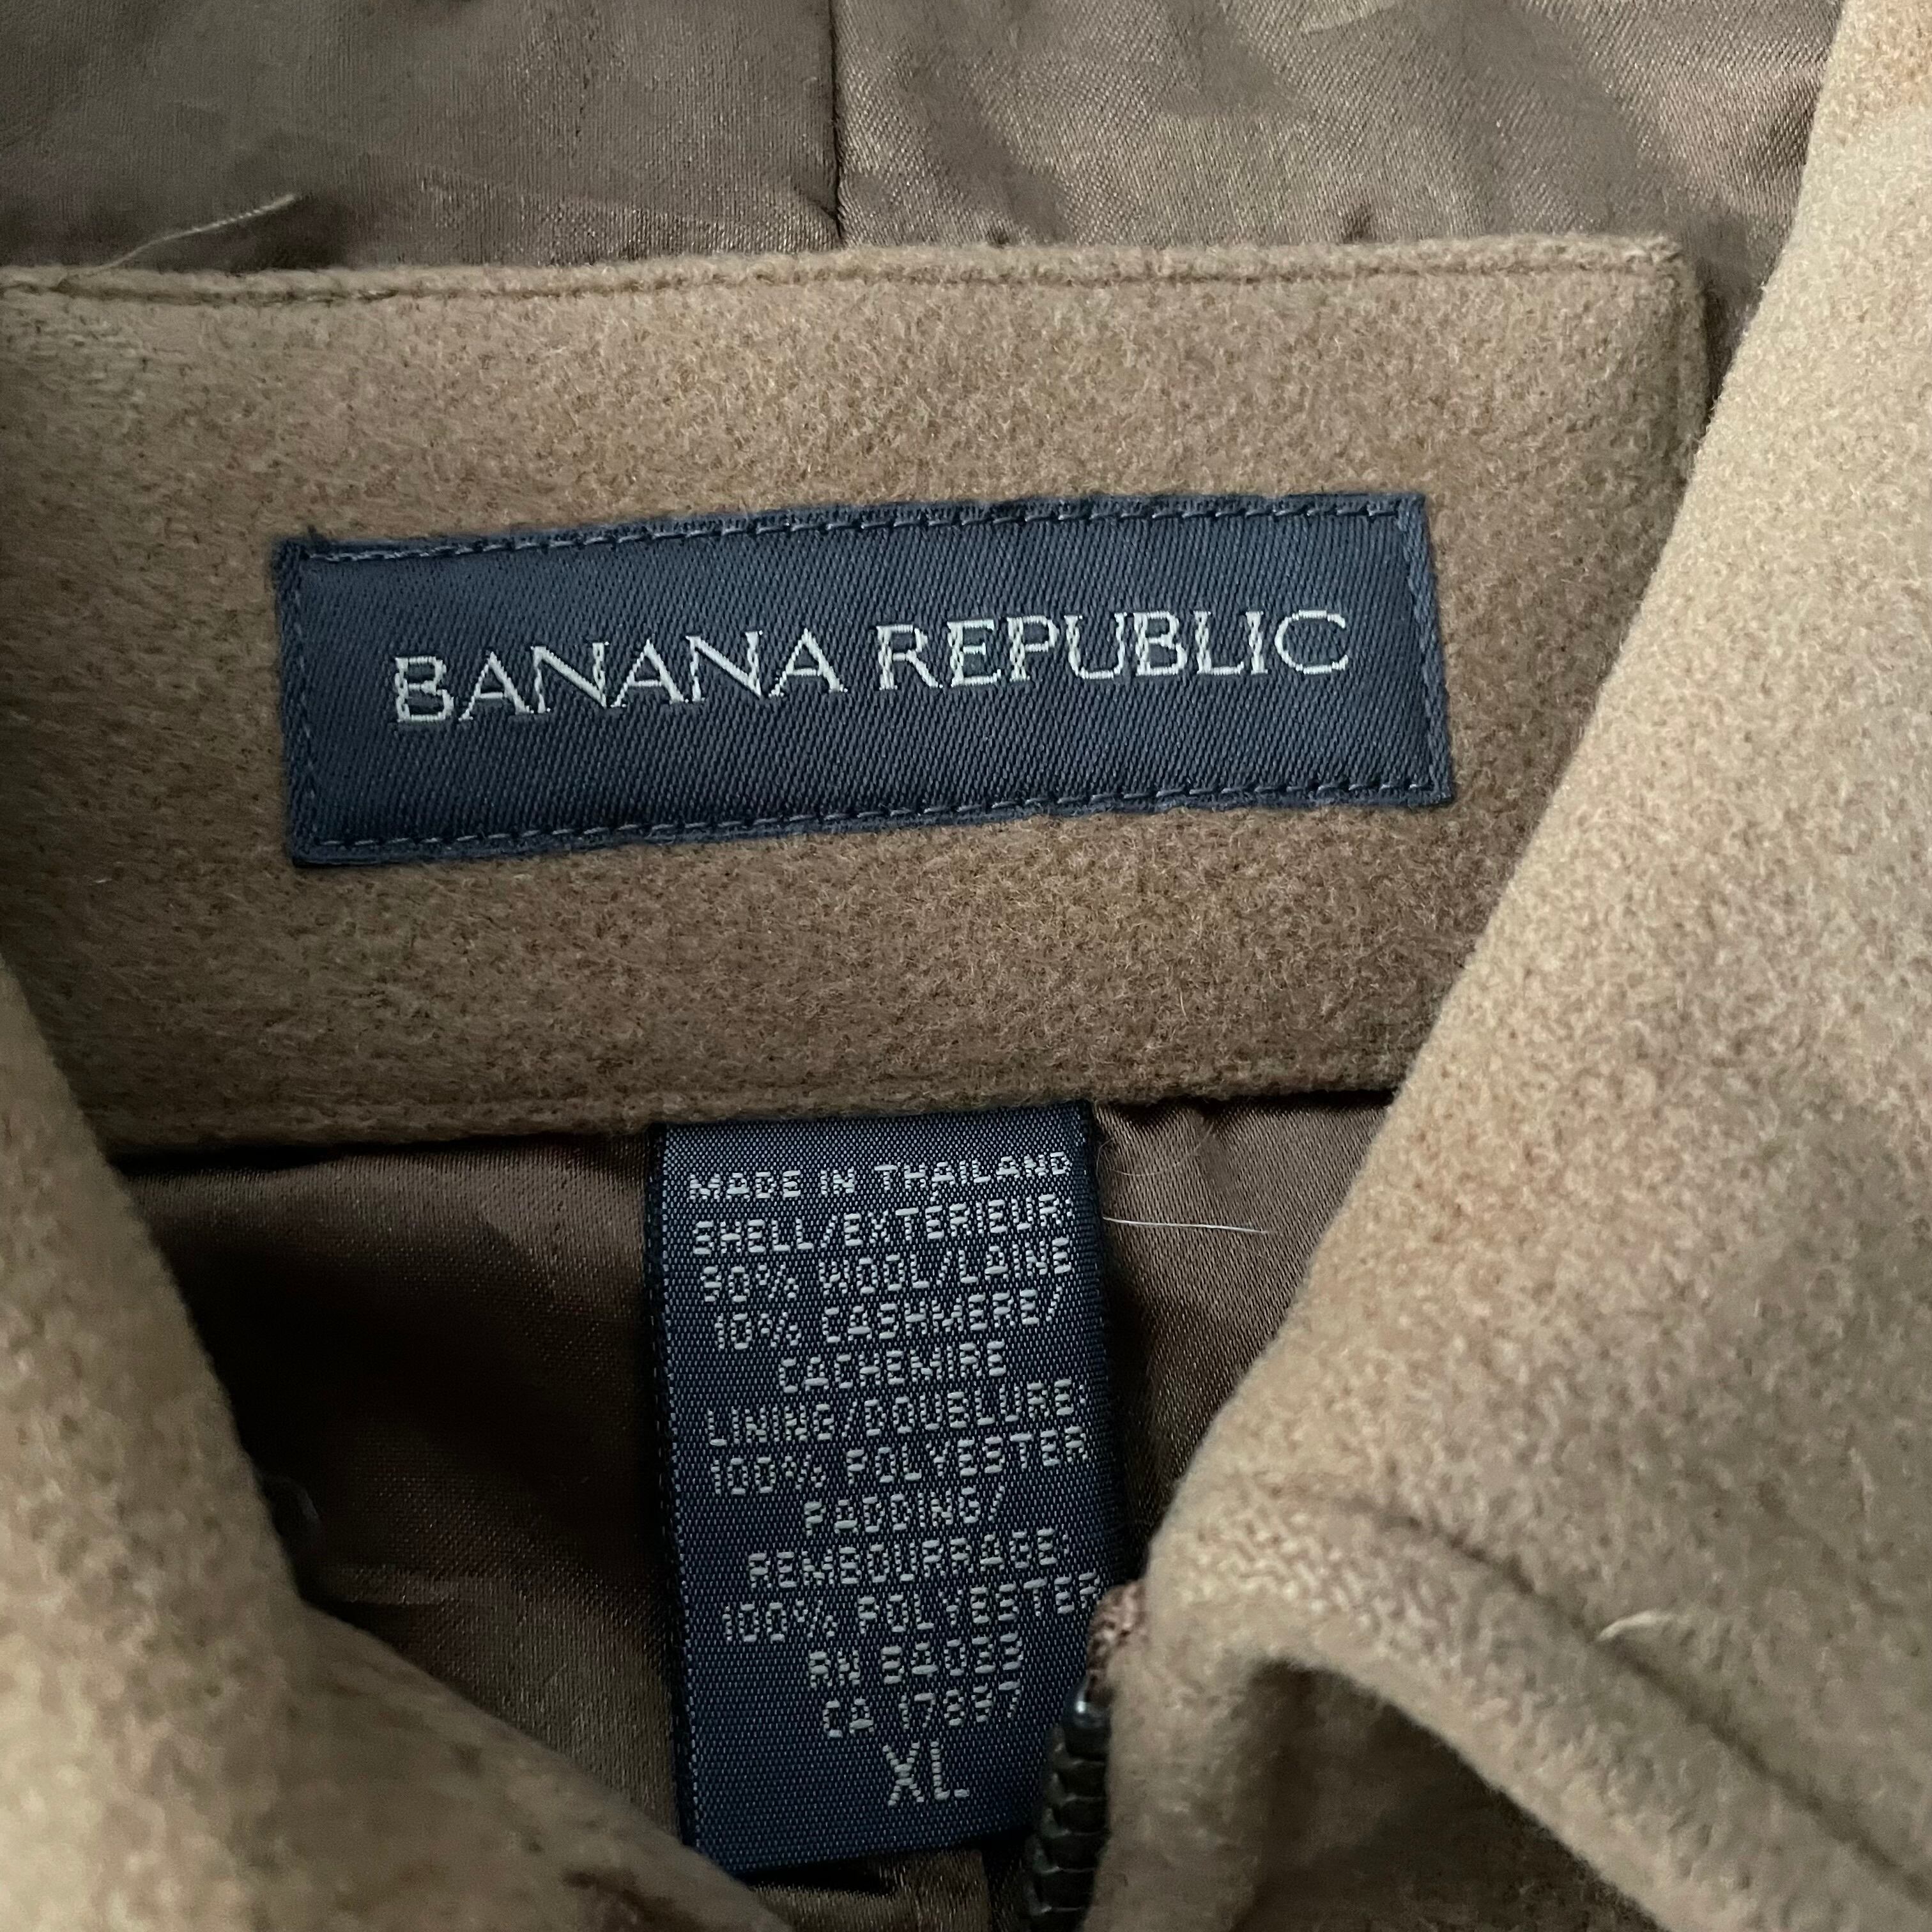 BANANA REPUBLIC
MADE IN THAILAND
SHELL/EXTÉRIEUR:
90% WOOL/LAINE
10% CASHMERE/
CACHEMIRE
LINING/DOUBLURE:
100% POLYESTER
PADDING/
REMBOURRAGE:
100% POLYESTER
RN 54023
CA 17897
XL